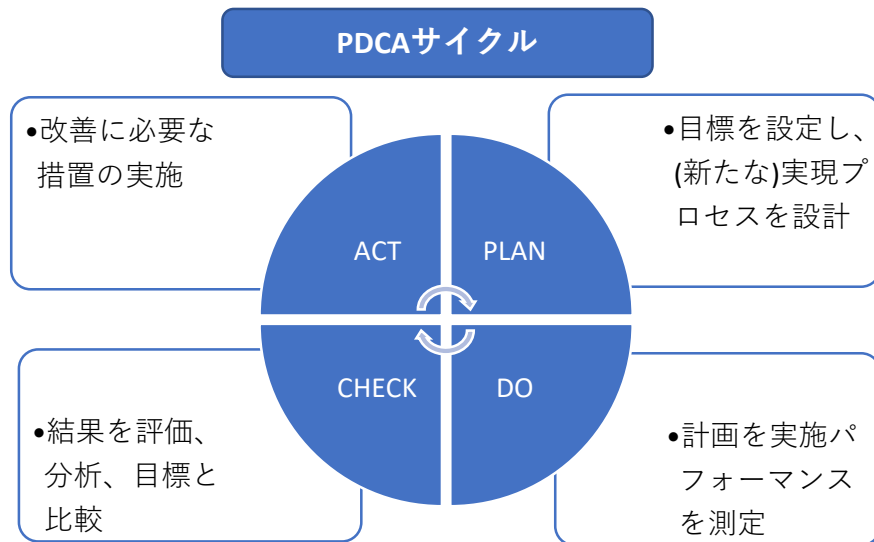 PDCAサイクル
•改善に必要な
措置の実施
•目標を設定し、
(新たな)実現プ
ロセスを設計
ACT
PLAN
CHECK
DO
•結果を評価、
分析、目標と
比較
•計画を実施パ
フォーマンス
を測定